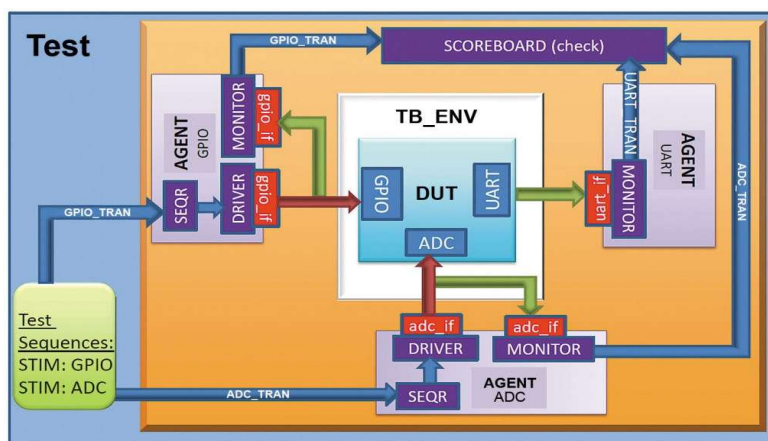 Test
GPIO_TRAN
SCOREBOARD (check)
MONITOR
gpio_if
AGENT
GPIO
TB_ENV
UART_TRAN
AGENT
UART
MONITOR
uart_if
ADC_TRAN
GPIO_TRAN
SEQR
DRIVER
gpio_if
GPIO
DUT
UART
ADC
Test
Sequences:
STIM: GPIO
STIM: ADC
adc_if
DRIVER
adc_if
MONITOR
ADC_TRAN
SEQR
AGENT
ADC